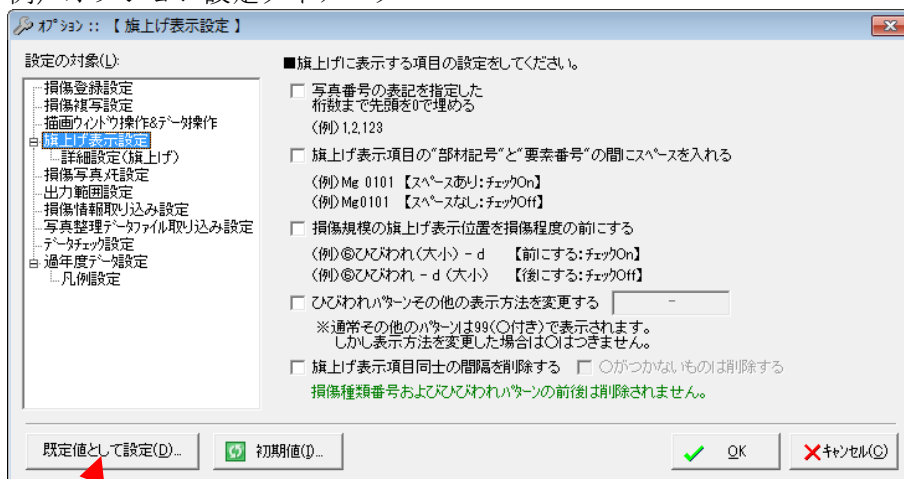 ｵﾌﾟｼｮﾝ :: 【 旗上げ表示設定 】
設定の対象(L):
損傷登録設定
損傷複写設定
描画ｳｨﾝﾄﾞｳ操作&ﾃﾞｰﾀ操作
旗上げ表示設定
詳細設定(旗上げ)
損傷写真ﾒﾓ設定
出力範囲設定
損傷情報取り込み設定
写真整理ﾃﾞｰﾀﾌｧｲﾙ取り込み設定
ﾃﾞｰﾀﾁｪｯｸ設定
過年度ﾃﾞｰﾀ設定
凡例設定
■旗上げに表示する項目の設定をしてください。
写真番号の表記を指定した
桁数まで先頭を0で埋める
(例) 1,2,123
旗上げ表示項目の“部材記号”と“要素番号”の間にｽﾍﾟｰｽを入れる
(例) Mg 0101 【ｽﾍﾟｰｽあり:ﾁｪｯｸOn】
(例) Mg0101 【ｽﾍﾟｰｽなし:ﾁｪｯｸOff】
損傷規模の旗上げ表示位置を損傷程度の前にする
(例)⑥ひびわれ(大小) - d 【前にする:ﾁｪｯｸOn】
(例)⑥ひびわれ - d (大小) 【後にする:ﾁｪｯｸOff】
ひびわれﾊﾟﾀｰﾝその他の表示方法を変更する -
※通常その他のﾊﾟﾀｰﾝは99(○付き)で表示されます。
しかし表示方法を変更した場合は○はつきません。
旗上げ表示項目同士の間隔を削除する ○がつかないものは削除する
損傷種類番号およびひびわれﾊﾟﾀｰﾝの前後は削除されません。
既定値として設定(D)... 初期値(I)... OK ｷｬﾝｾﾙ(C)